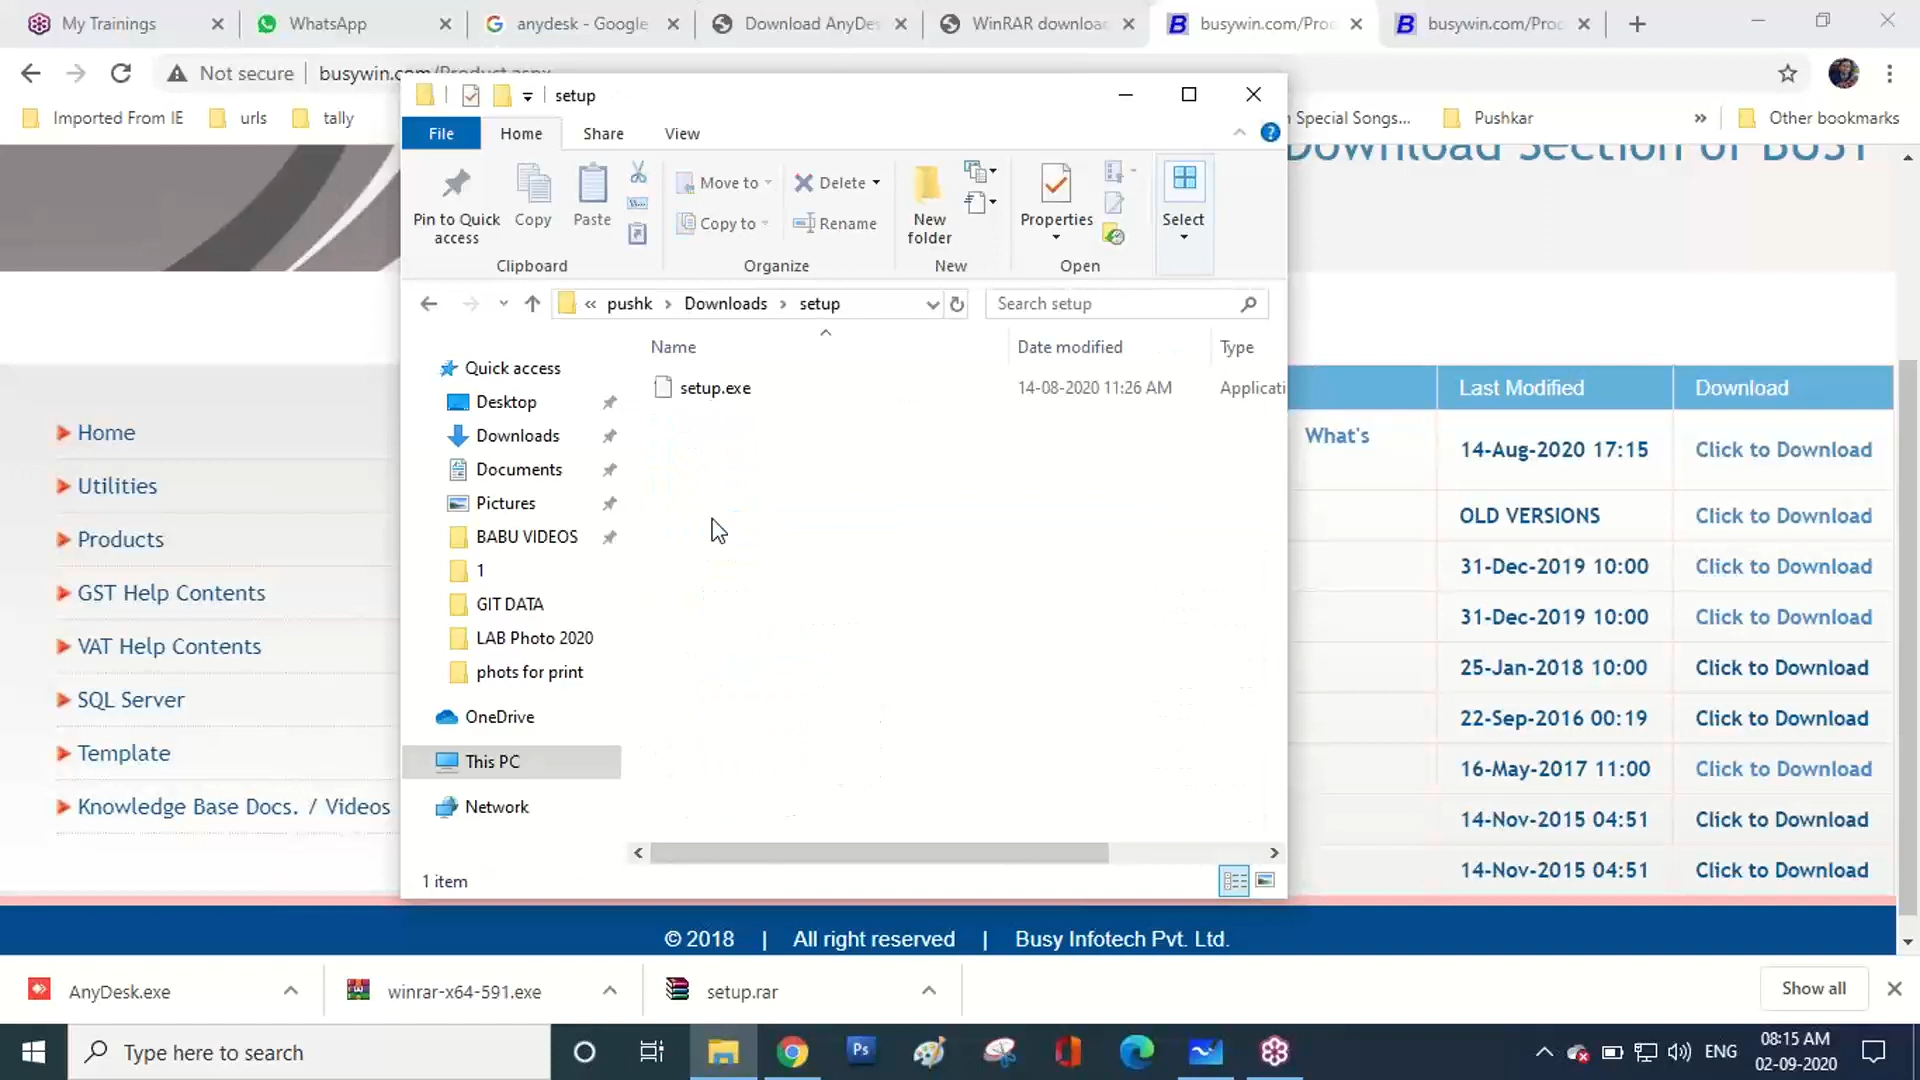 My Trainings
WhatsApp
anydesk - Google
Download AnyDes
WinRAR download
busywin.com/Proc
busywin.com/Proc
Not secure
busywin.com/Product.aspx
Imported From IE
urls
tally
Special Songs...
Pushkar
»
Other bookmarks
Download Section of BUSY
setup
File
Home
Share
View
Pin to Quick access
Copy
Paste
Move to
Copy to
Delete
Rename
New folder
Properties
Select
Clipboard
Organize
New
Open
« pushk > Downloads > setup
Search setup
Name
Date modified
Type
setup.exe
14-08-2020 11:26 AM
Applicati
Quick access
Desktop
Downloads
Documents
Pictures
BABU VIDEOS
1
GIT DATA
LAB Photo 2020
phots for print
OneDrive
This PC
Network
1 item
Home
Utilities
Products
GST Help Contents
VAT Help Contents
SQL Server
Template
Knowledge Base Docs. / Videos
Last Modified
Download
What's
14-Aug-2020 17:15
Click to Download
OLD VERSIONS
Click to Download
31-Dec-2019 10:00
Click to Download
31-Dec-2019 10:00
Click to Download
25-Jan-2018 10:00
Click to Download
22-Sep-2016 00:19
Click to Download
16-May-2017 11:00
Click to Download
14-Nov-2015 04:51
Click to Download
14-Nov-2015 04:51
Click to Download
© 2018 | All right reserved | Busy Infotech Pvt. Ltd.
AnyDesk.exe
winrar-x64-591.exe
setup.rar
Show all
Type here to search
Ps
ENG
08:15 AM
02-09-2020